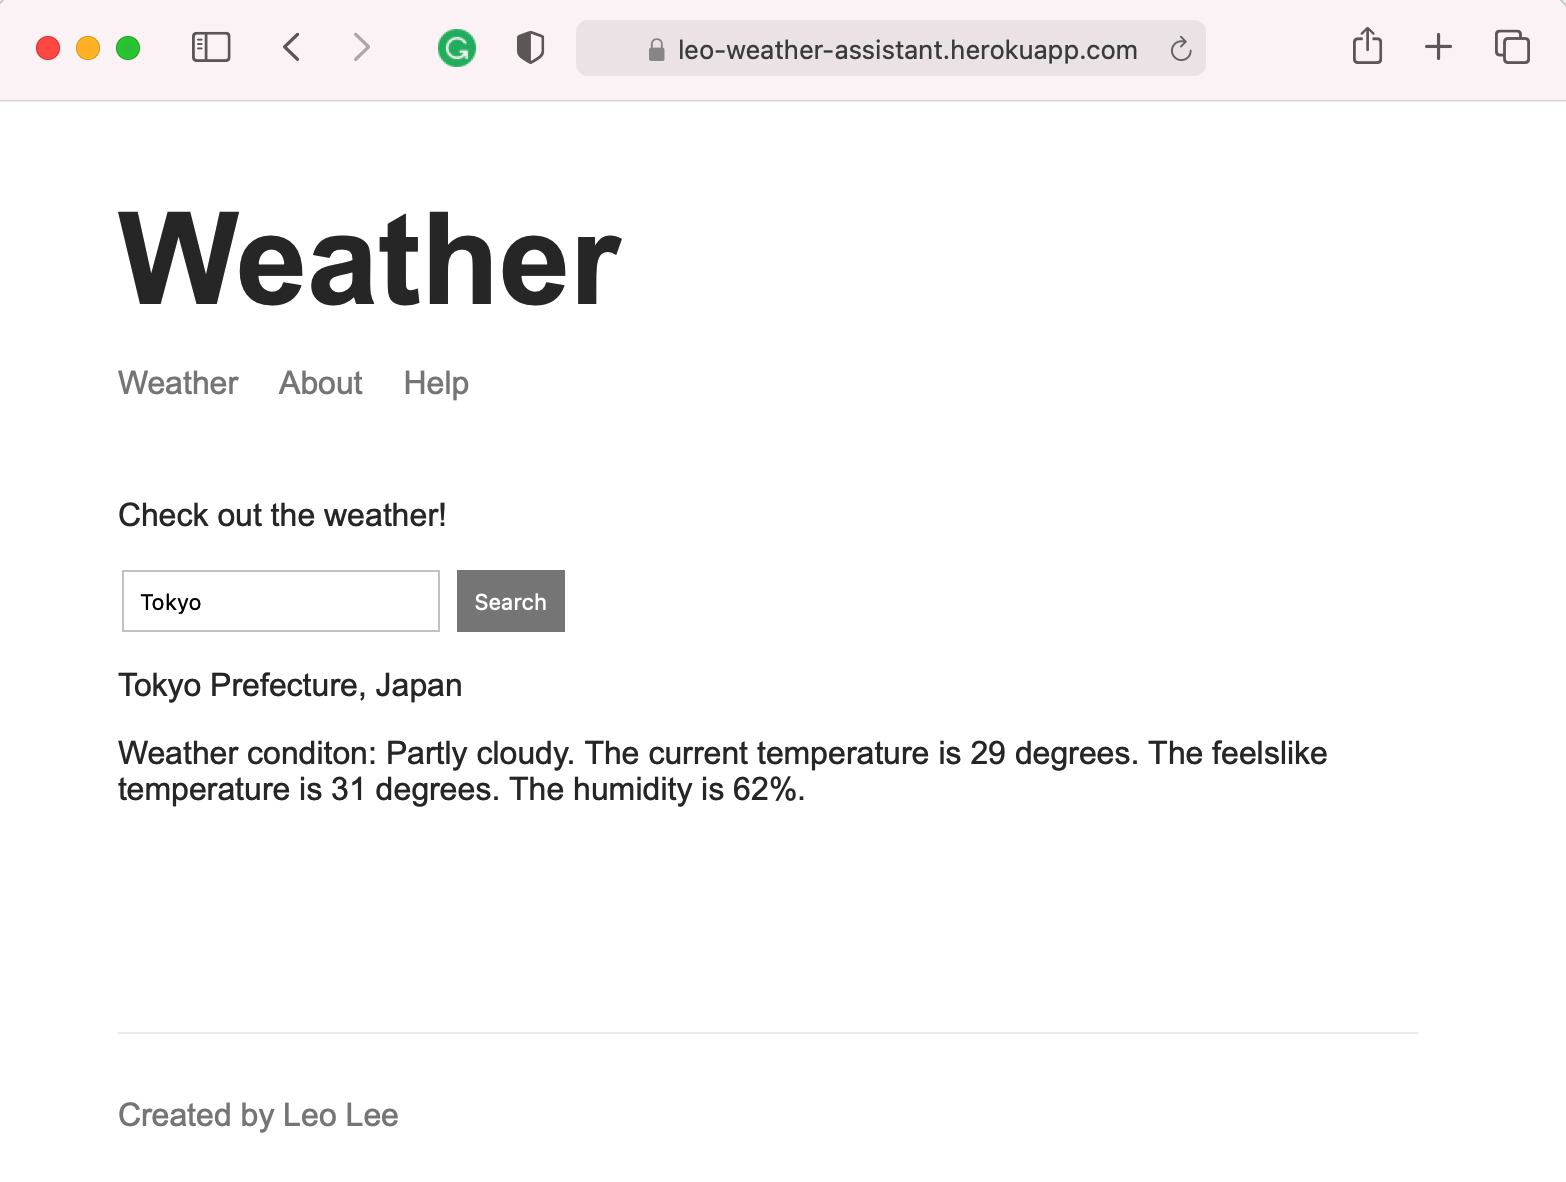 leo-weather-assistant.herokuapp.com
Weather
Weather About Help
Check out the weather!
Tokyo Search
Tokyo Prefecture, Japan
Weather conditon: Partly cloudy. The current temperature is 29 degrees. The feelslike
temperature is 31 degrees. The humidity is 62%.
Created by Leo Lee